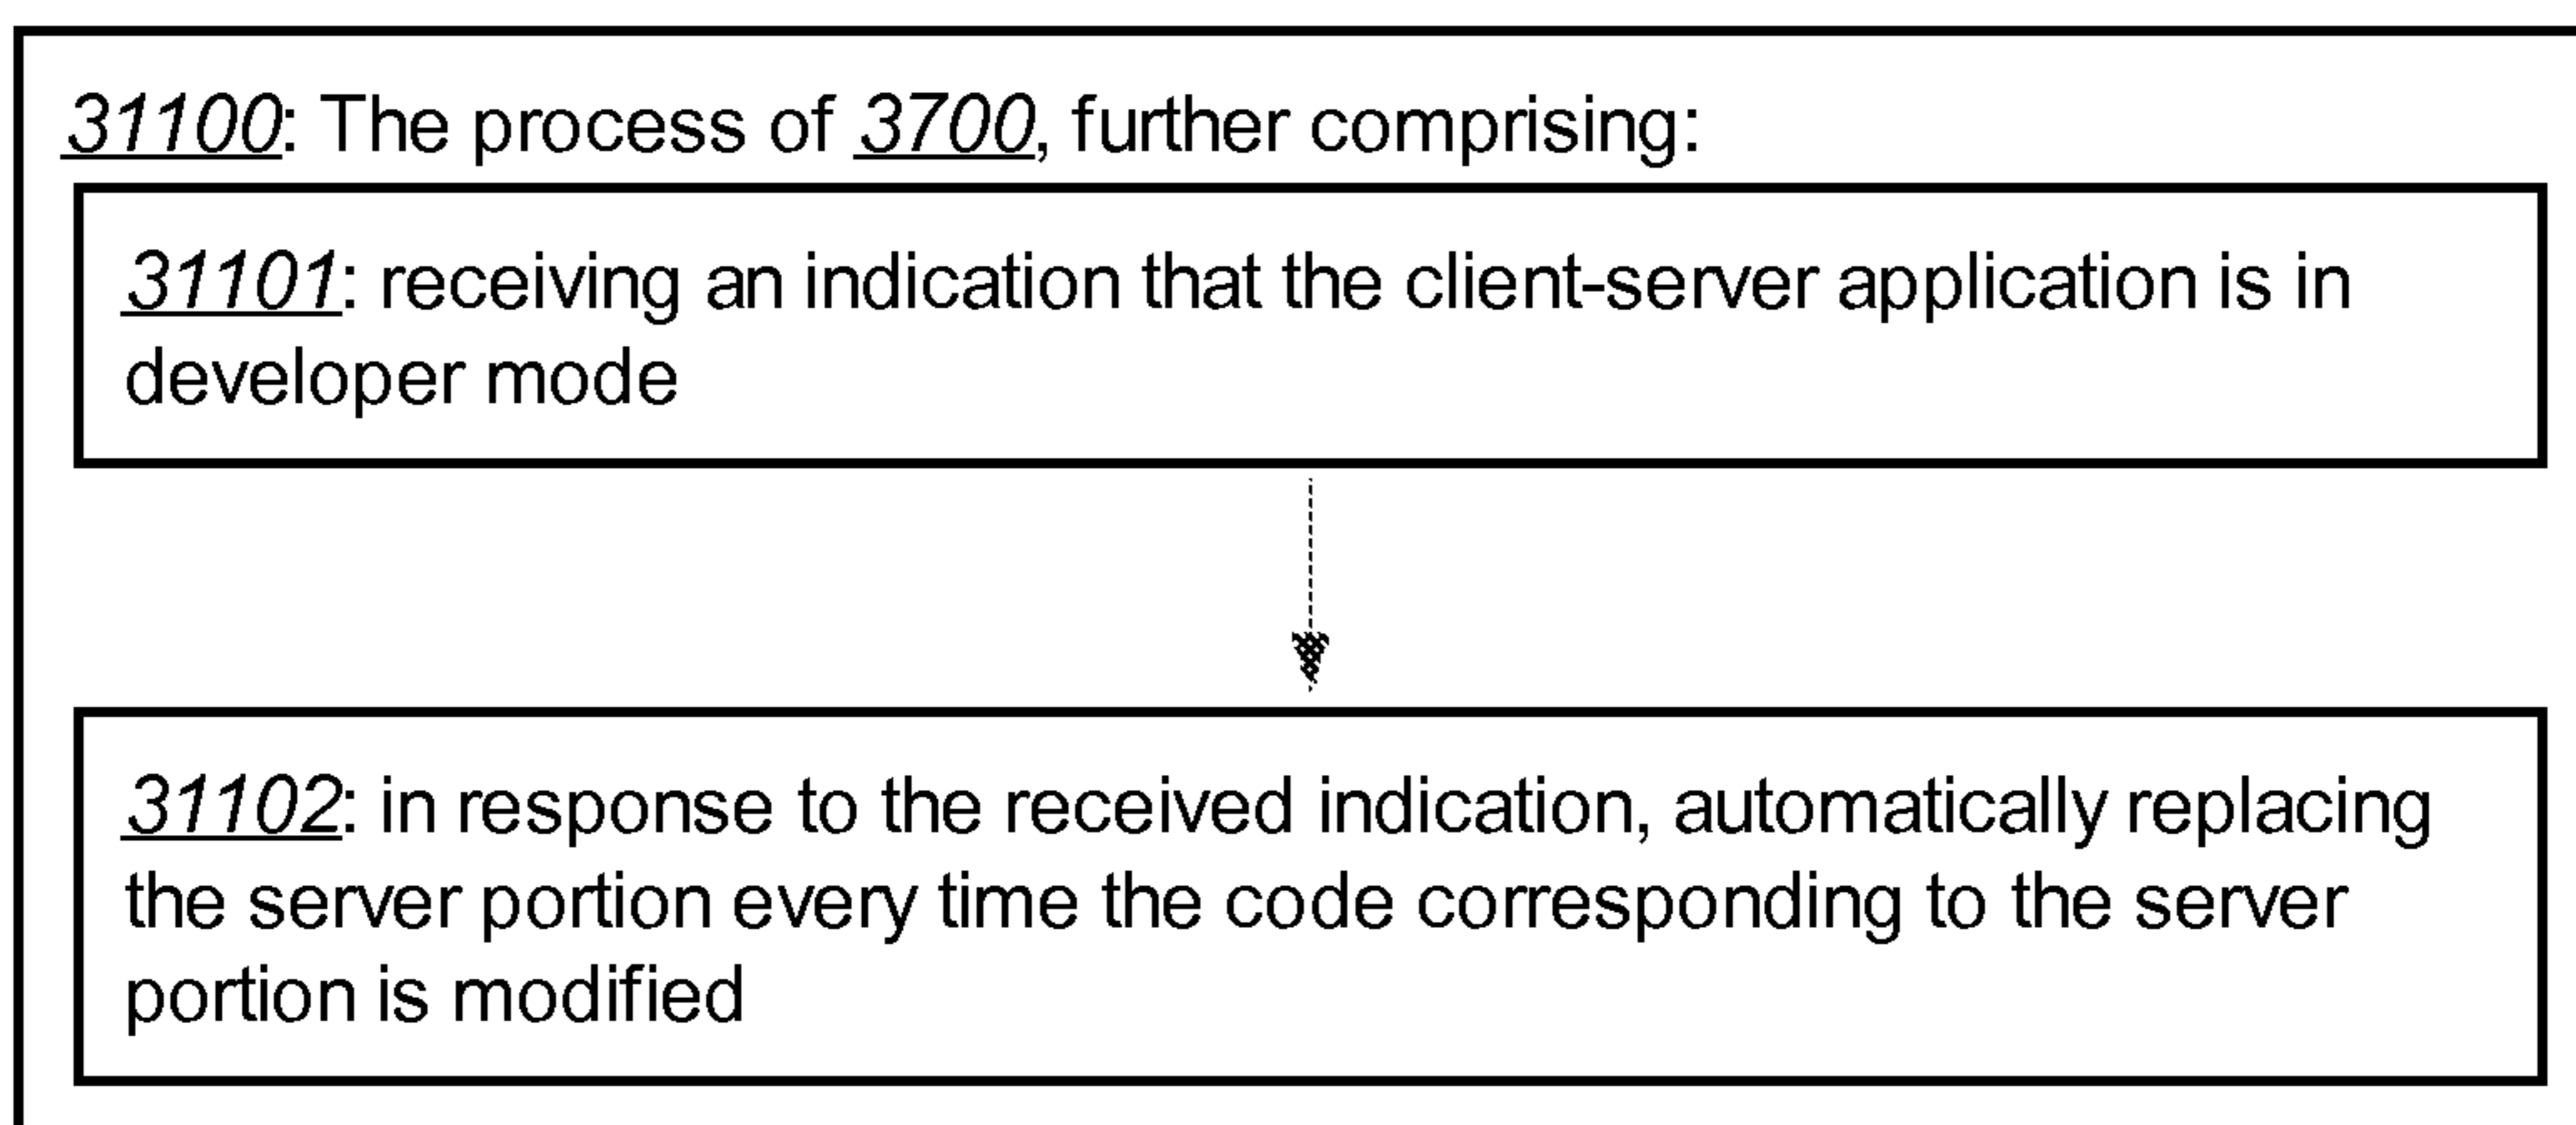 31100: The process of 3700, further comprising:
31101: receiving an indication that the client-server application is in
developer mode
31102: in response to the received indication, automatically replacing
the server portion every time the code corresponding to the server
portion is modified